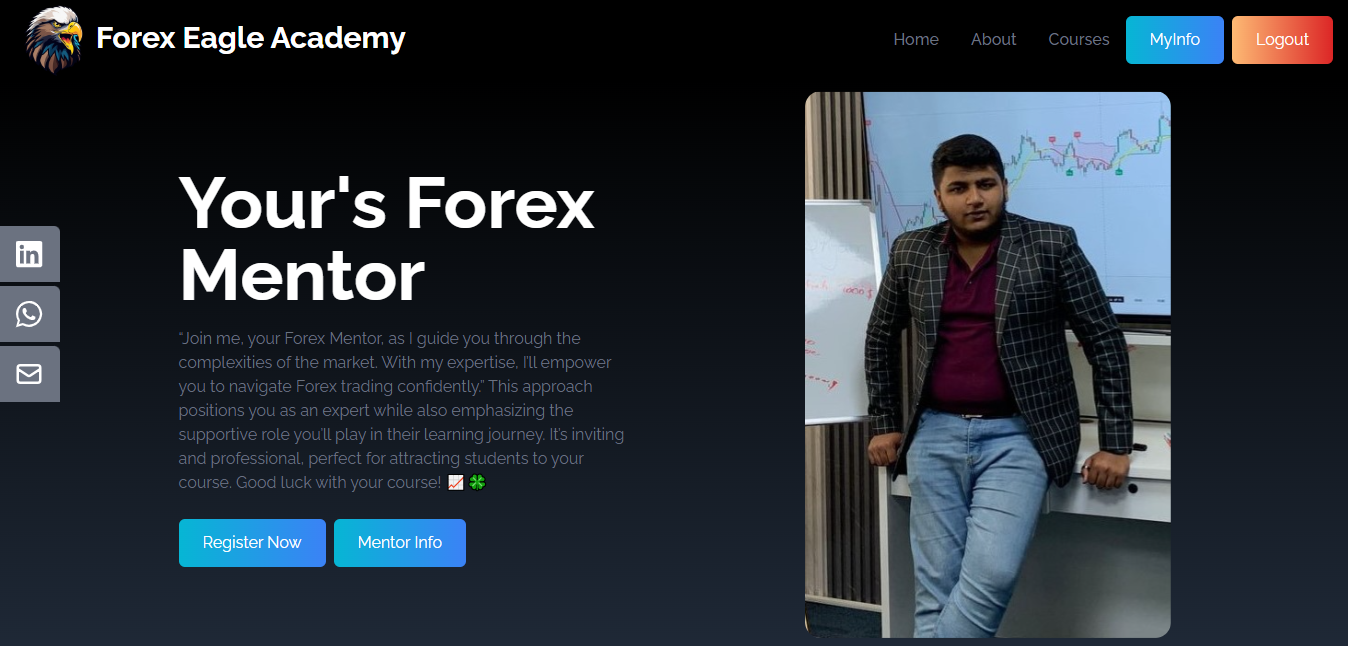 Forex Eagle Academy
Home
About
Courses
MyInfo
Logout
Your's Forex
Mentor
“Join me, your Forex Mentor, as I guide you through the
complexities of the market. With my expertise, I'll empower
you to navigate Forex trading confidently.” This approach
positions you as an expert while also emphasizing the
supportive role you'll play in their learning journey. It's inviting
and professional, perfect for attracting students to your
course. Good luck with your course! 📈 🍀
Register Now
Mentor Info
in